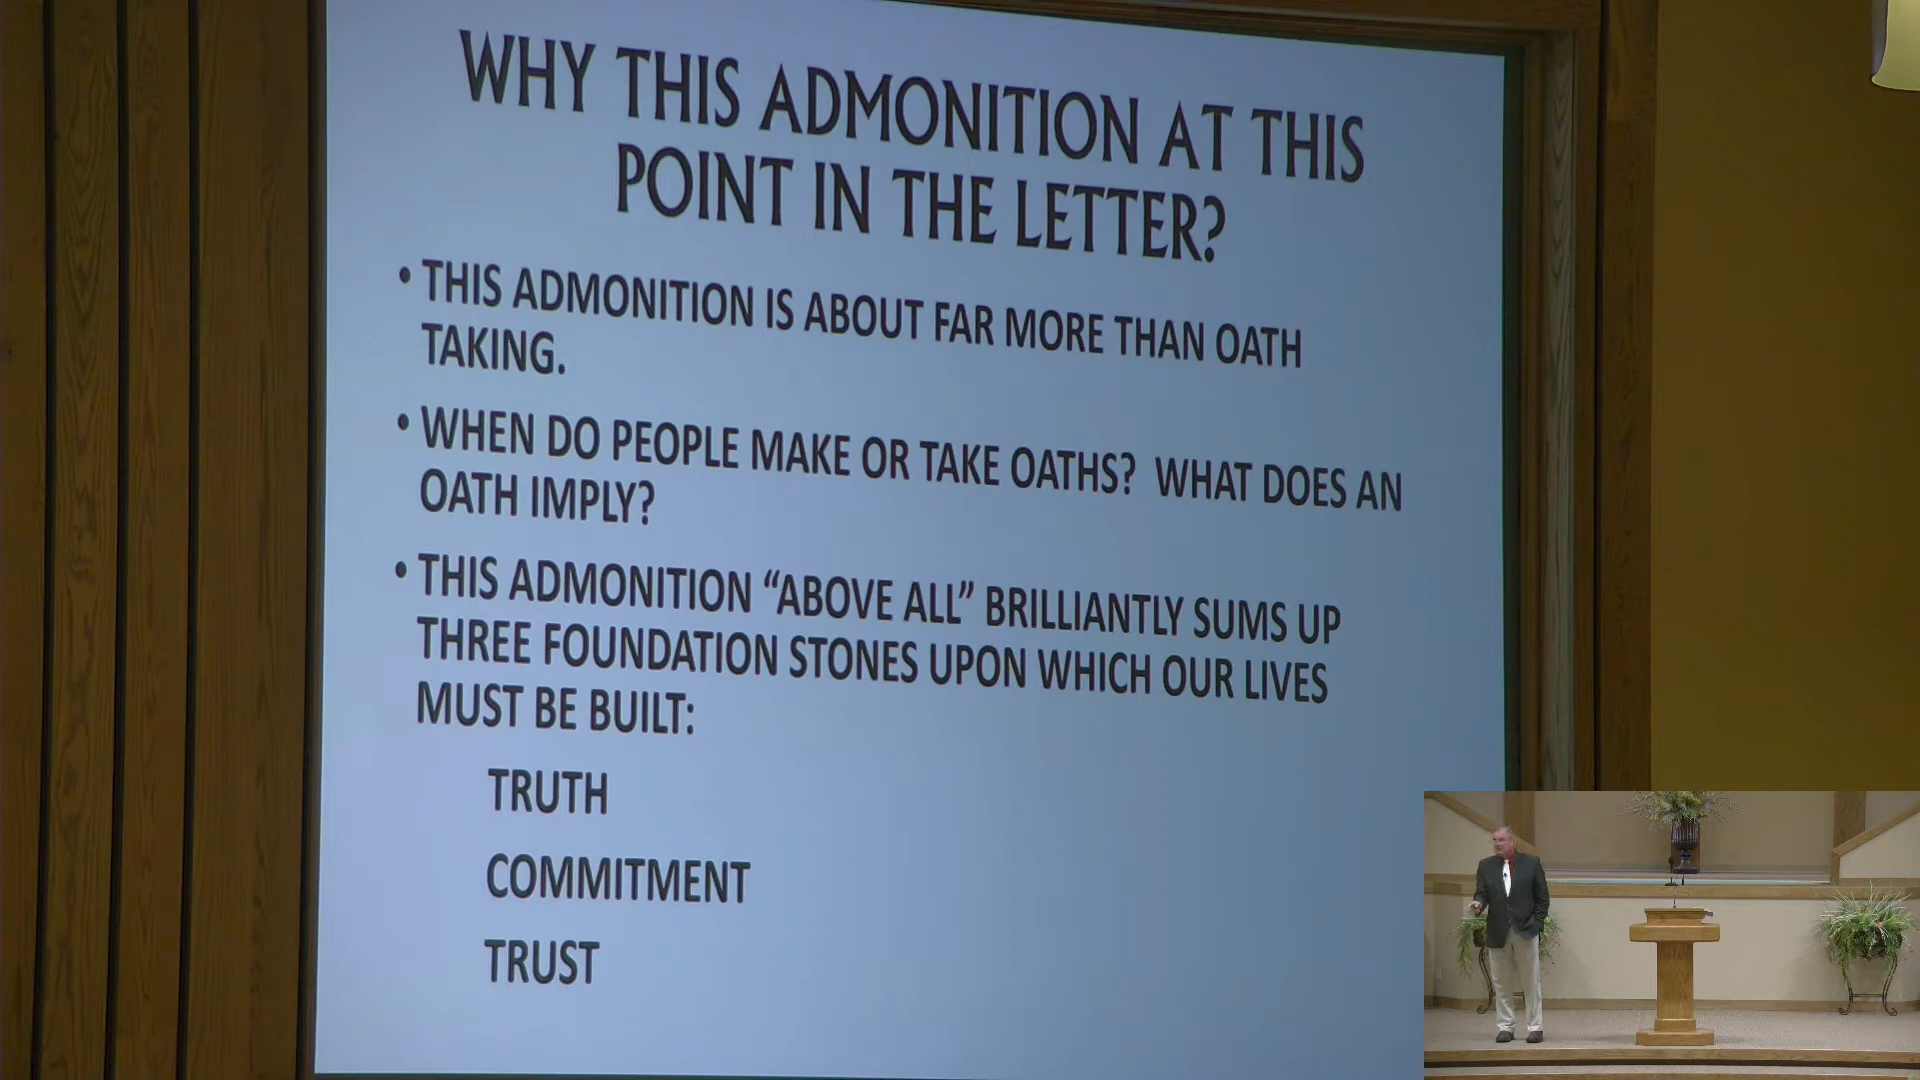 WHY THIS ADMONITION AT THIS
POINT IN THE LETTER?
• THIS ADMONITION IS ABOUT FAR MORE THAN OATH
TAKING.
• WHEN DO PEOPLE MAKE OR TAKE OATHS? WHAT DOES AN
OATH IMPLY?
• THIS ADMONITION “ABOVE ALL” BRILLIANTLY SUMS UP
THREE FOUNDATION STONES UPON WHICH OUR LIVES
MUST BE BUILT:
TRUTH
COMMITMENT
TRUST